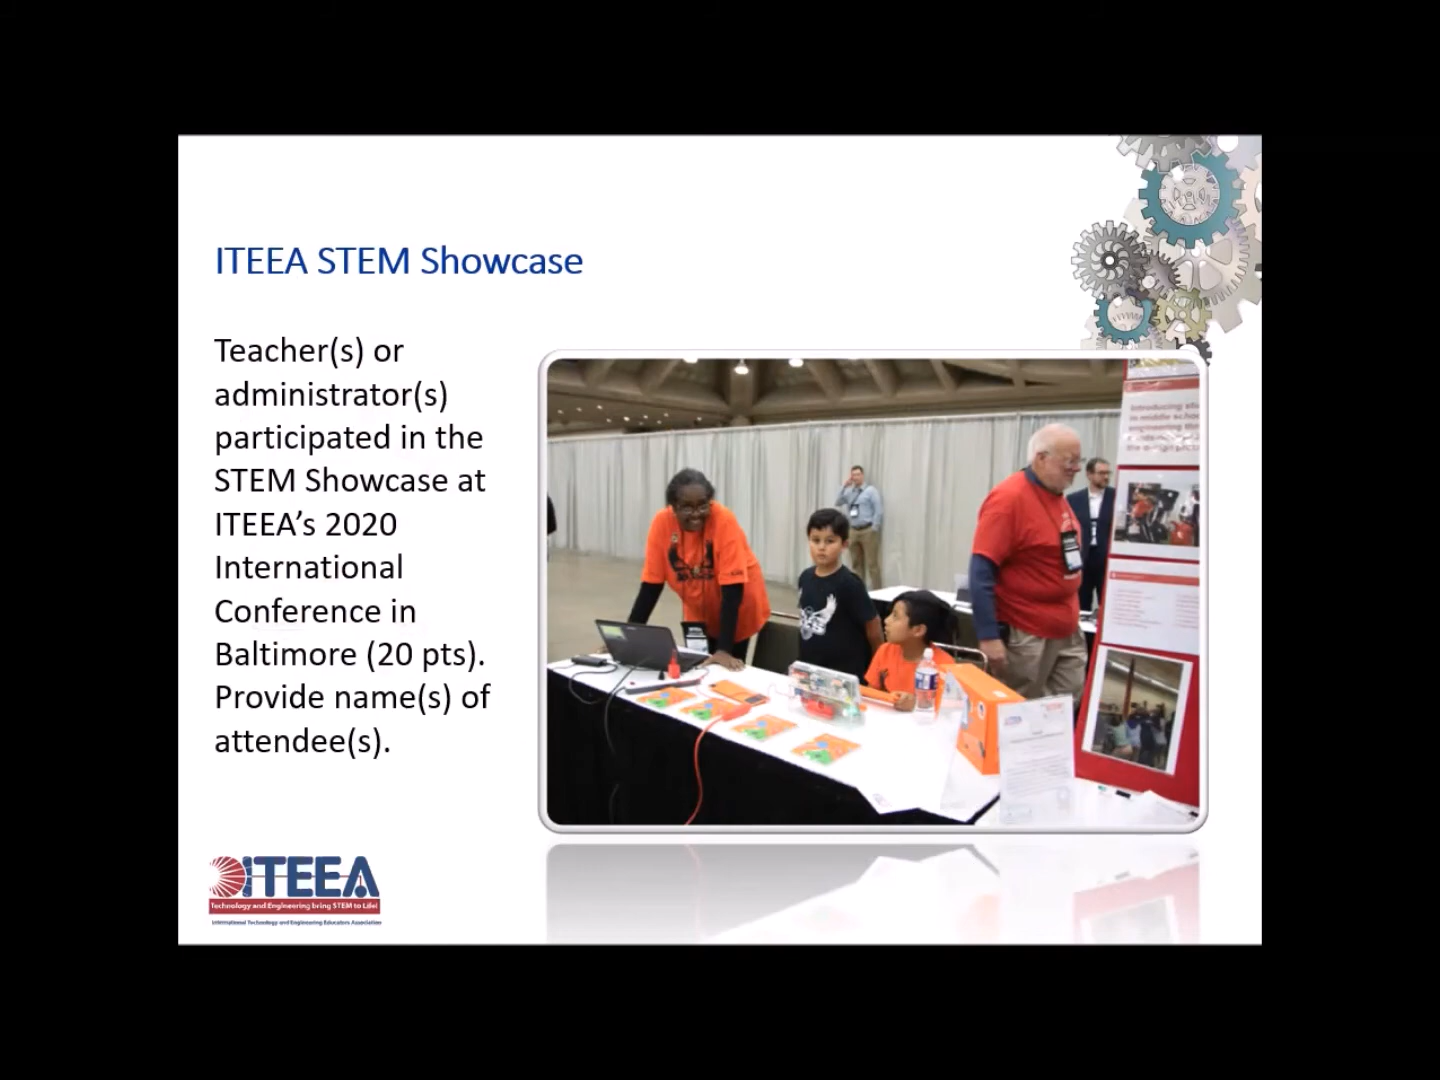 ITEEA STEM Showcase
Teacher(s) or
administrator(s)
participated in the
STEM Showcase at
ITEEA’s 2020
International
Conference in
Baltimore (20 pts).
Provide name(s) of
attendee(s).
ITEEA
Technology and Engineering bring STEM to Life!
International Technology and Engineering Educators Association